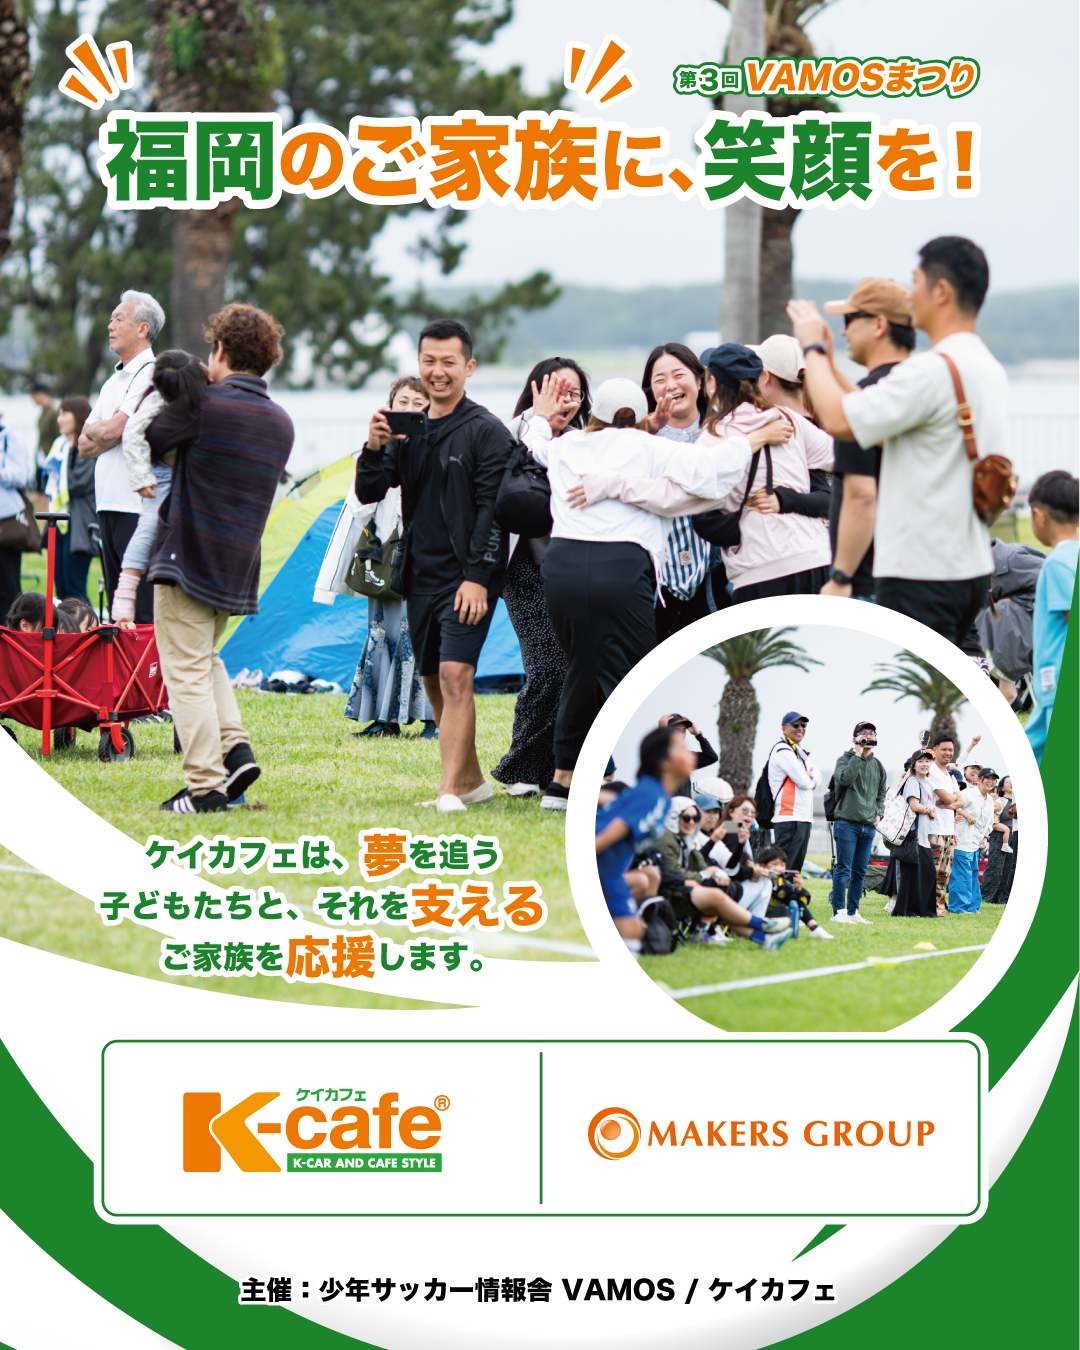 第3回 VAMOSまつり
福岡のご家族に、笑顔を！
PUMA
ケイカフェは、夢を追う
子どもたちと、それを支える
ご家族を応援します。
ケイカフェ
K-cafe®
K-CAR AND CAFE STYLE
MAKERS GROUP
主催：少年サッカー情報舎 VAMOS / ケイカフェ